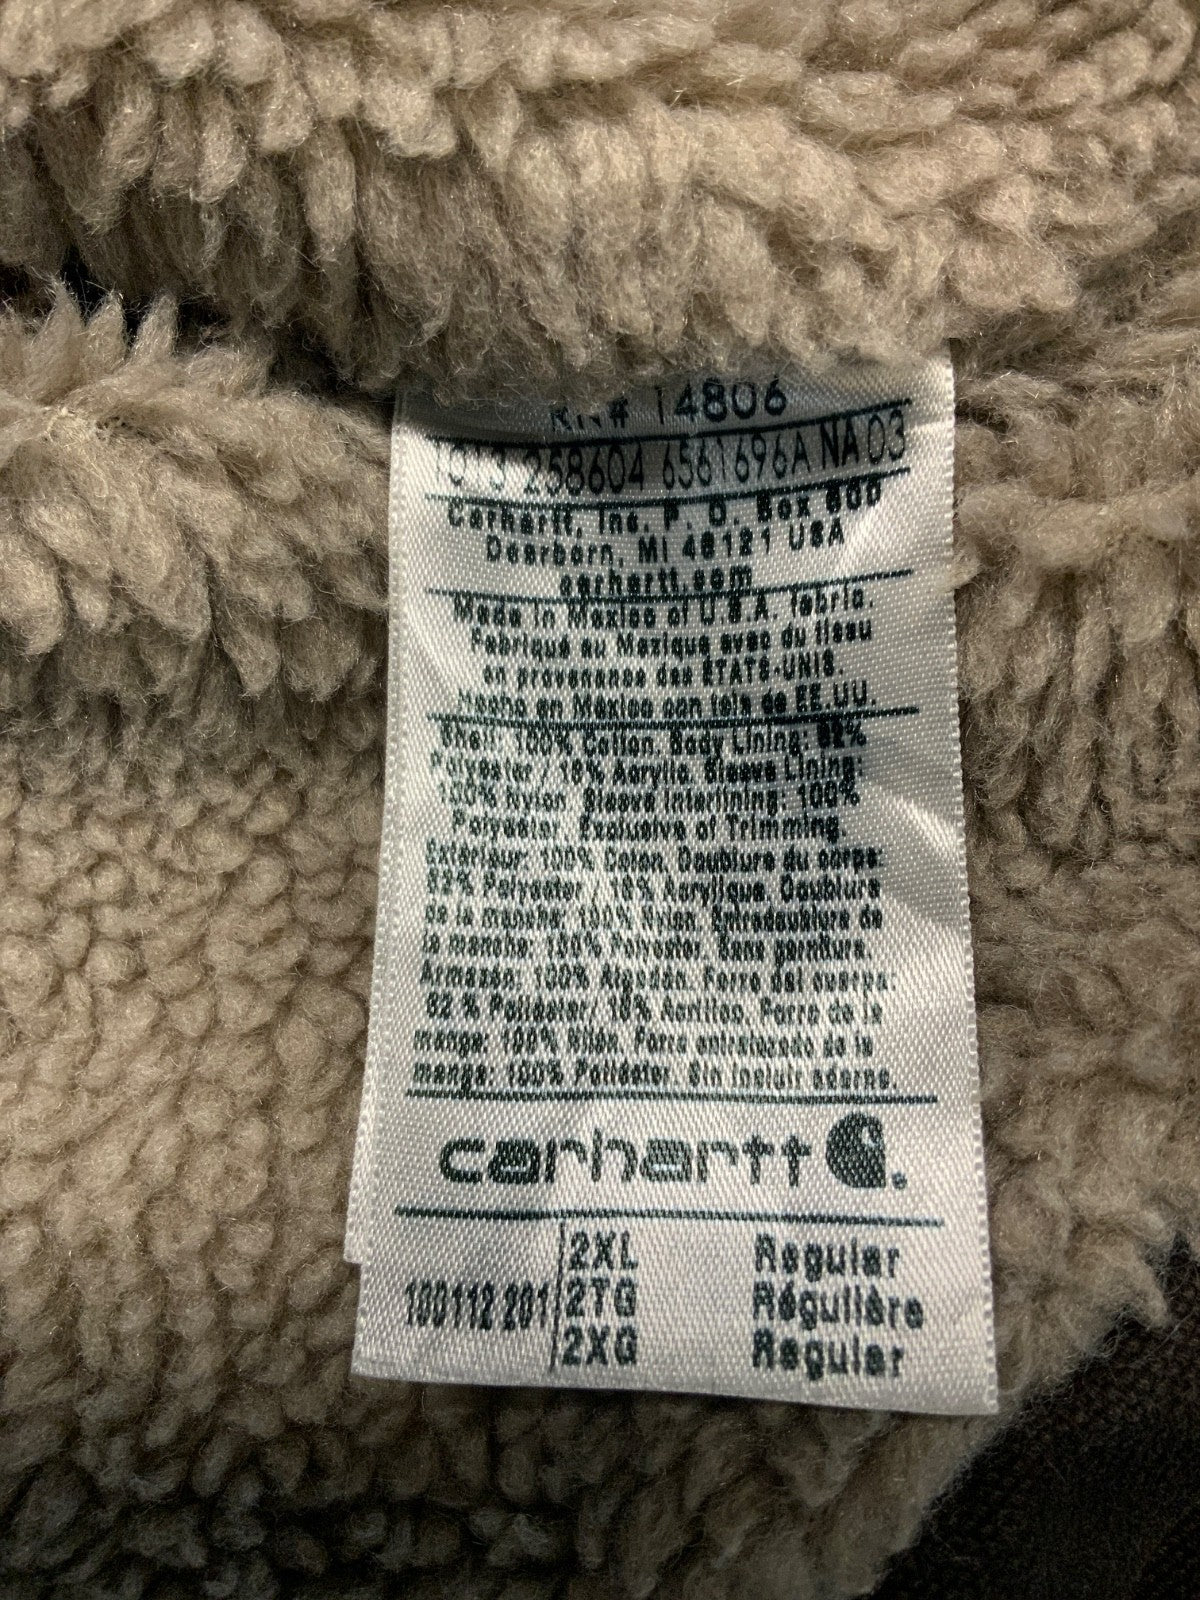 RN# 14806
1313 258604 6561696A NA 03
Carhartt, Inc. P. O. Box 600
Dearborn, MI 48121 USA
carhartt.com
Made in Mexico of U.S.A. fabric.
Fabriqué au Mexique avec du tissu
en provenance des ÉTATS-UNIS.
Hecho en México con tela de EE.UU.
Shell: 100% Cotton. Body Lining: 82%
Polyester / 18% Acrylic. Sleeve Lining:
100% Nylon. Sleeve Interlining: 100%
Polyester. Exclusive of Trimming.
Extérieur: 100% Coton. Doublure du corps:
82% Polyester / 18% Acrylique. Doublure
de la manche: 100% Nylon. Entredoublure de
la manche: 100% Polyester. Sans garniture.
Armazón: 100% Algodón. Forro del cuerpo:
82 % Poliéster / 18% Acrílico. Forro de la
manga: 100% Nilón. Forro entrelazado de la
manga: 100% Poliéster. Sin incluir adorno.
carhartt
100112 201
2XL Regular
2TG Régulière
2XG Regular